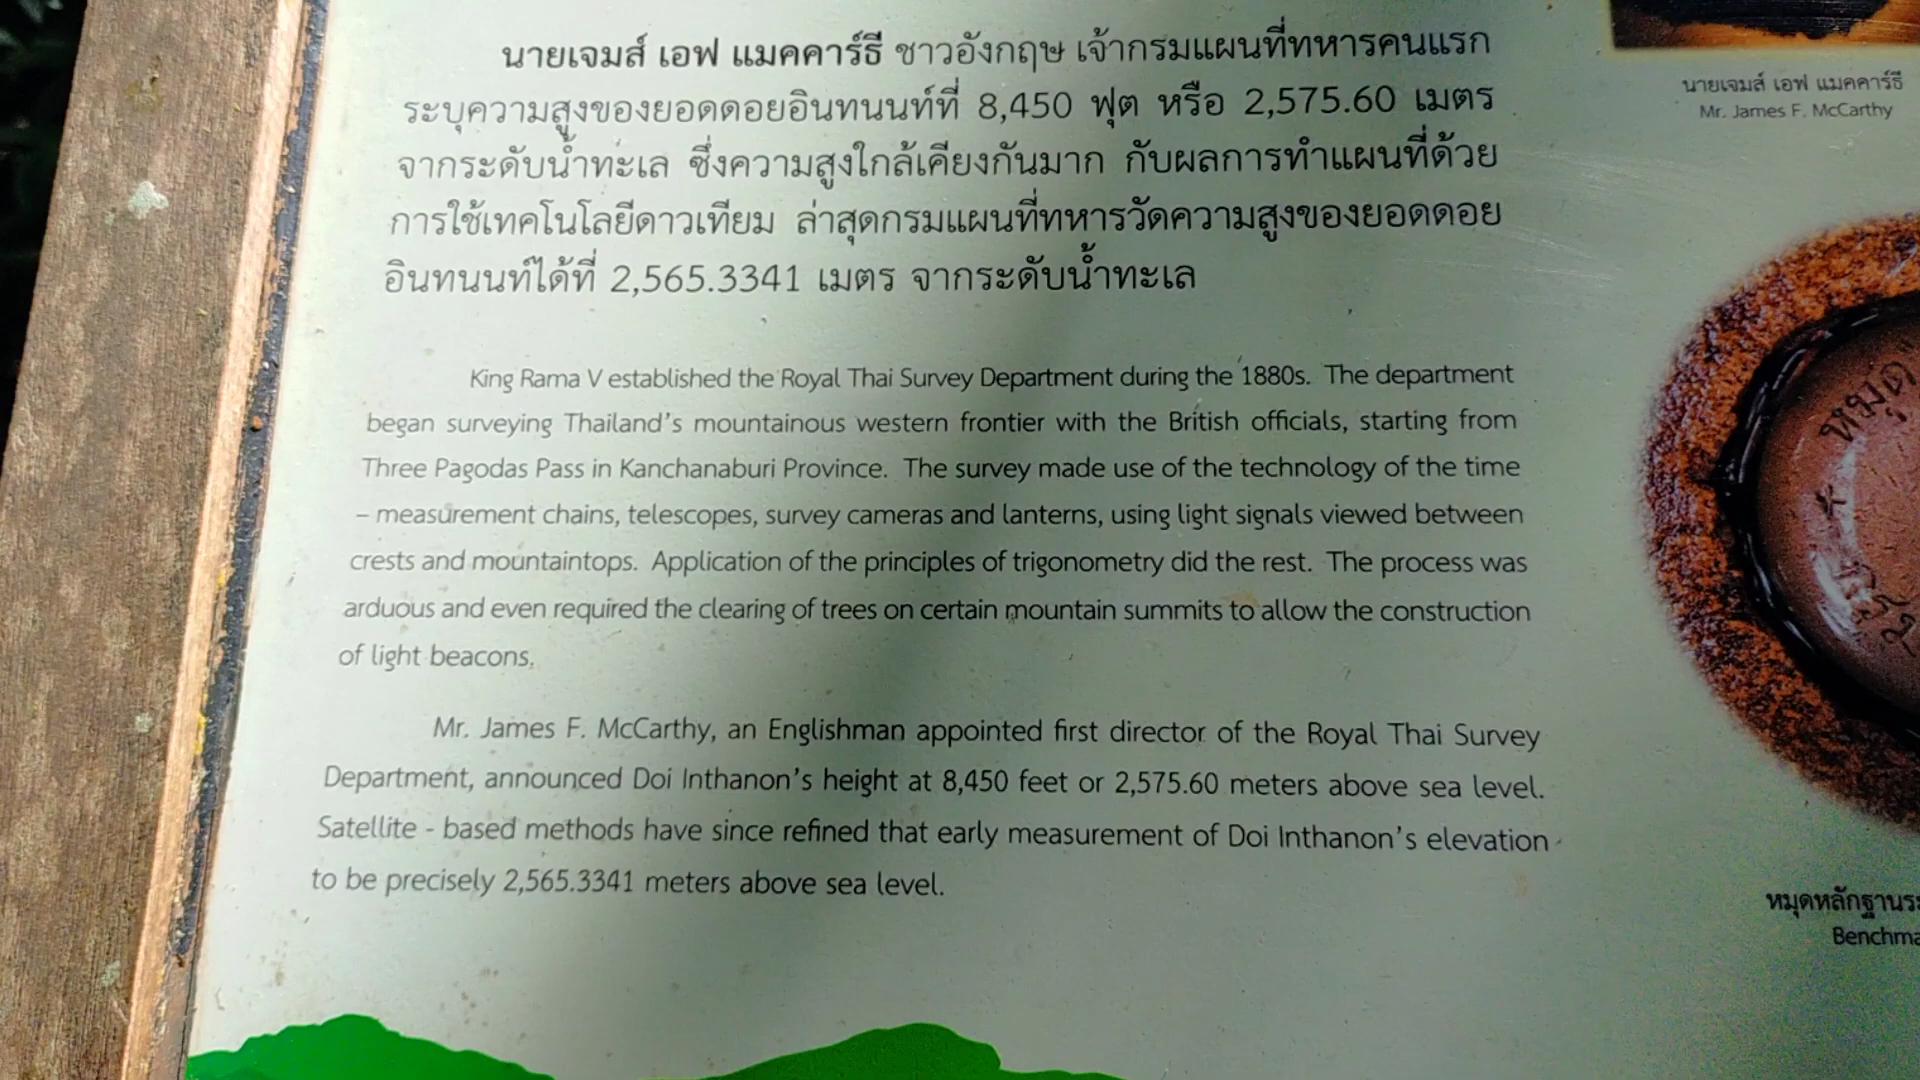 นายเจมส์ เอฟ แมคคาร์ธี ชาวอังกฤษ เจ้ากรมแผนที่ทหารคนแรก
ระบุความสูงของยอดดอยอินทนนท์ที่ 8,450 ฟุต หรือ 2,575.60 เมตร
จากระดับน้ำทะเล ซึ่งความสูงใกล้เคียงกันมาก กับผลการทำแผนที่ด้วย
การใช้เทคโนโลยีดาวเทียม ล่าสุดกรมแผนที่ทหารวัดความสูงของยอดดอย
อินทนนท์ได้ที่ 2,565.3341 เมตร จากระดับน้ำทะเล
King Rama V established the Royal Thai Survey Department during the 1880s. The department
began surveying Thailand's mountainous western frontier with the British officials, starting from
Three Pagodas Pass in Kanchanaburi Province. The survey made use of the technology of the time
– measurement chains, telescopes, survey cameras and lanterns, using light signals viewed between
crests and mountaintops. Application of the principles of trigonometry did the rest. The process was
arduous and even required the clearing of trees on certain mountain summits to allow the construction
of light beacons.
Mr. James F. McCarthy, an Englishman appointed first director of the Royal Thai Survey
Department, announced Doi Inthanon's height at 8,450 feet or 2,575.60 meters above sea level.
Satellite - based methods have since refined that early measurement of Doi Inthanon's elevation
to be precisely 2,565.3341 meters above sea level.
นายเจมส์ เอฟ แมคคาร์ธี
Mr. James F. McCarthy
หมุด
หมุดหลักฐานระ
Benchma